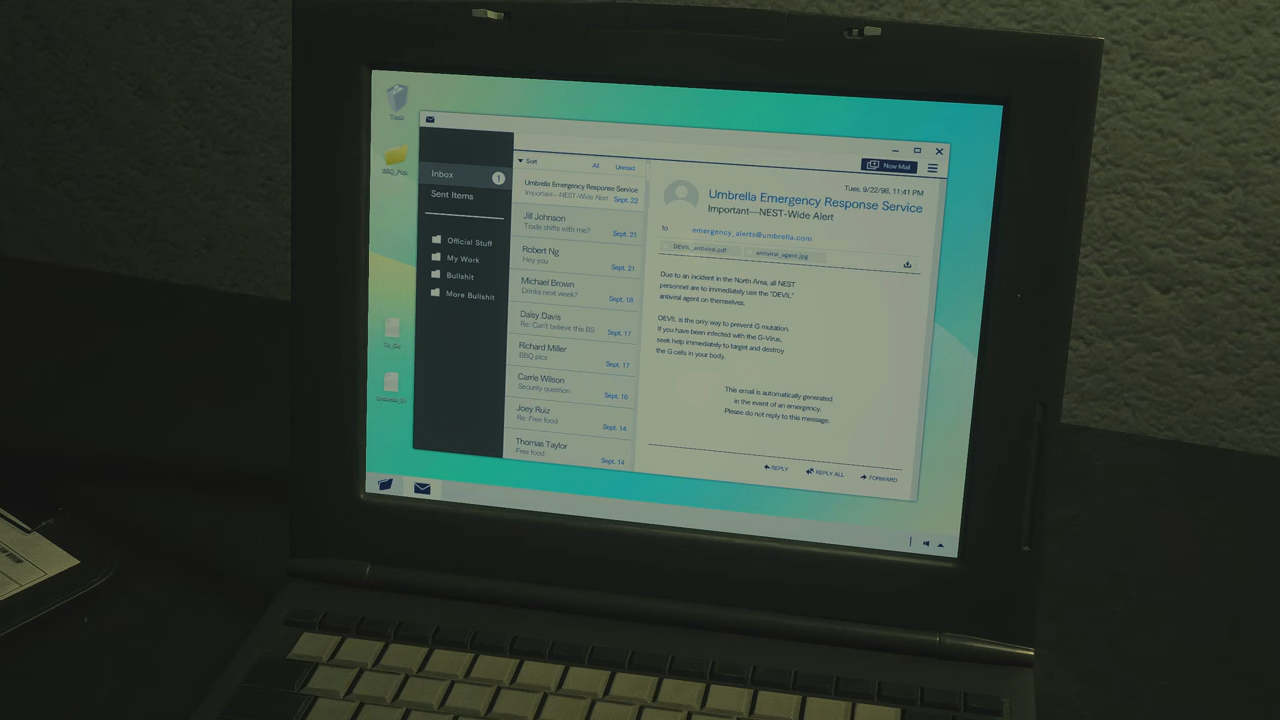 Trash
BBQ_Pics
Inbox
1
Sent Items
Official Stuff
My Work
Bullshit
More Bullshit
Sort
All
Unread
Umbrella Emergency Response Service
Important—NEST-Wide Alert
Sept. 22
Jill Johnson
Trade shifts with me?
Sept. 21
Robert Ng
Hey you
Sept. 21
Michael Brown
Drinks next week?
Sept. 18
Daisy Davis
Re: Can't believe this BS
Sept. 17
Richard Miller
BBQ pics
Sept. 17
Carrie Wilson
Security question
Sept. 16
Joey Ruiz
Re: Free food
Sept. 14
Thomas Taylor
Free food
Sept. 14
New Mail
Tues. 9/22/98, 11:41 PM
Umbrella Emergency Response Service
Important—NEST-Wide Alert
to
emergency_alerts@umbrella.com
DEVIL_antiviral.pdf
antiviral_agent.jpg
Due to an incident in the North Area, all NEST
personnel are to immediately use the "DEVIL"
antiviral agent on themselves.
DEVIL is the only way to prevent G mutation.
If you have been infected with the G-Virus,
seek help immediately to target and destroy
the G cells in your body.
This email is automatically generated
in the event of an emergency.
Please do not reply to this message.
REPLY
REPLY ALL
FORWARD